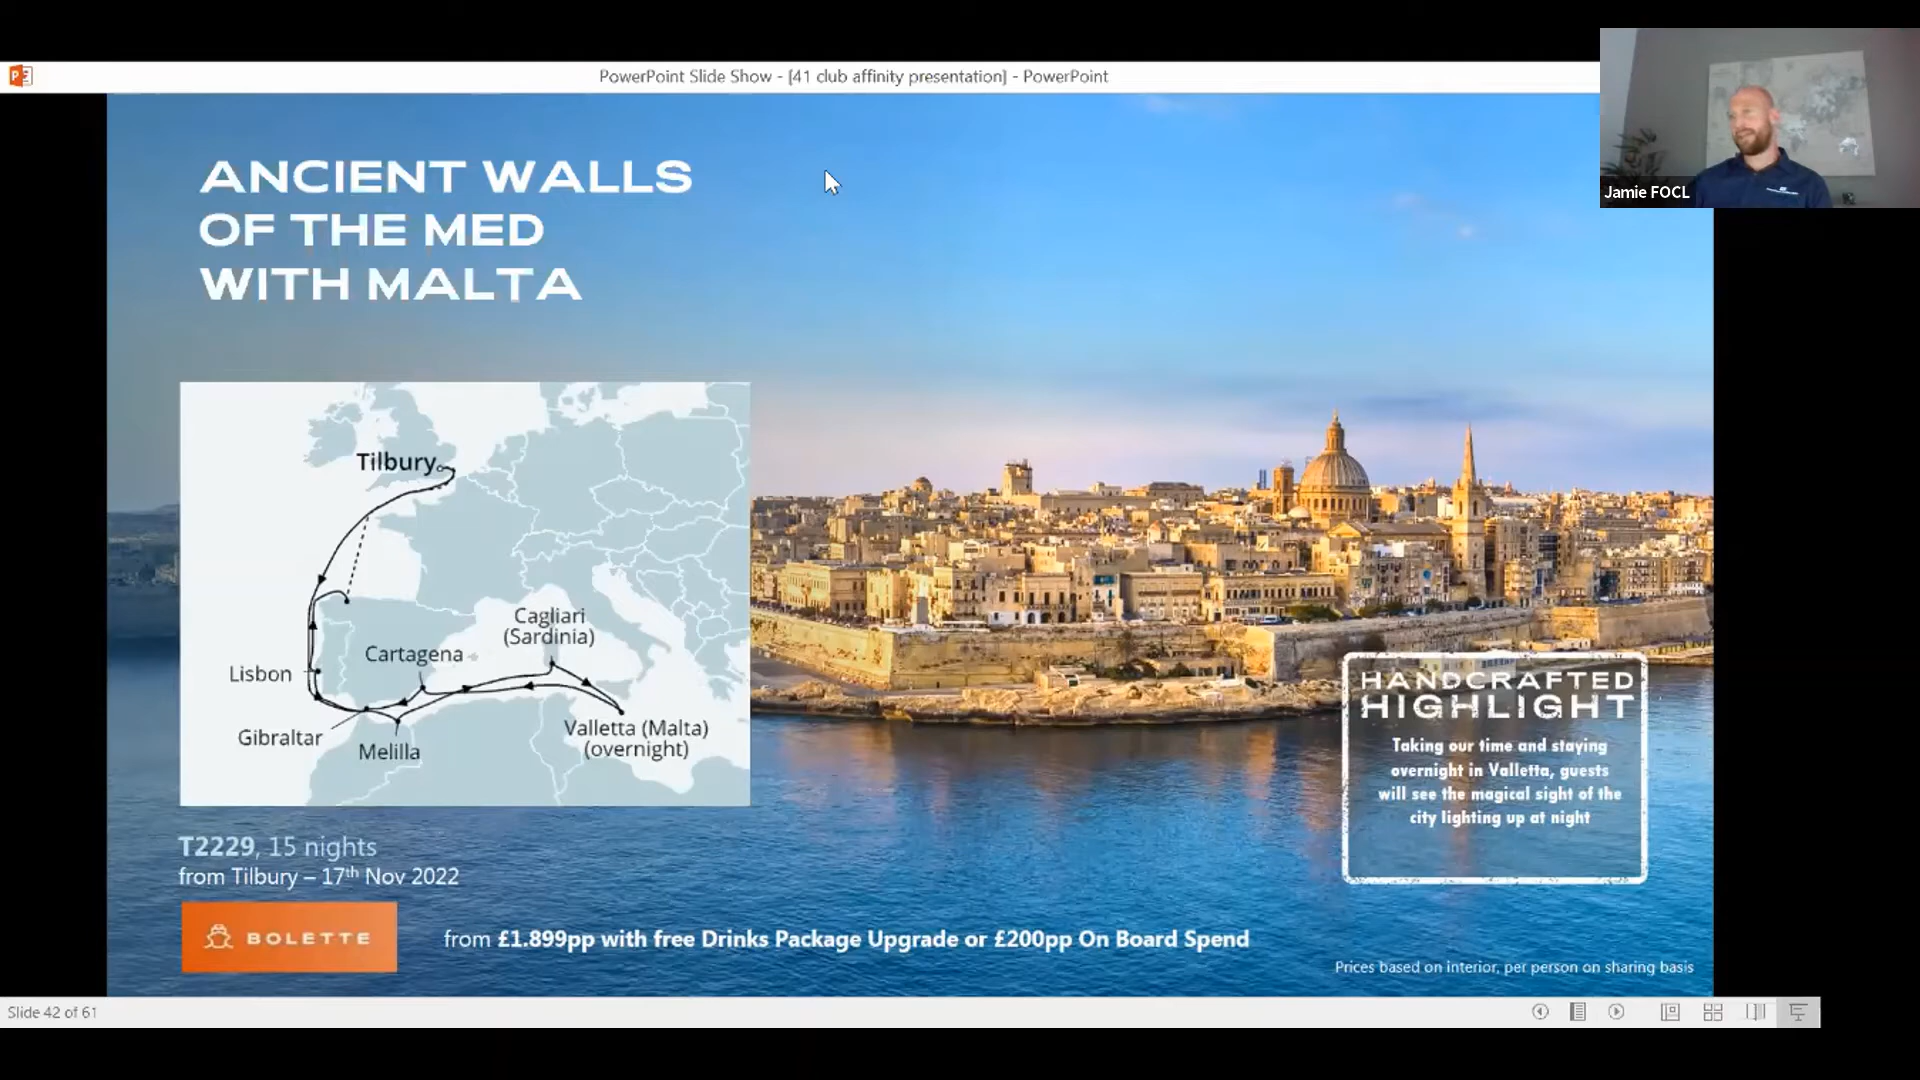 PowerPoint Slide Show - [41 club affinity presentation] - PowerPoint
Jamie FOCL
ANCIENT WALLS
OF THE MED
WITH MALTA
Tilbury
Cagliari
(Sardinia)
Cartagena
Lisbon
Gibraltar
Melilla
Valletta (Malta)
(overnight)
HANDCRAFTED
HIGHLIGHT
Taking our time and staying
overnight in Valletta, guests
will see the magical sight of the
city lighting up at night
T2229, 15 nights
from Tilbury – 17th Nov 2022
BOLETTE
from £1.899pp with free Drinks Package Upgrade or £200pp On Board Spend
Prices based on interior, per person on sharing basis
Slide 42 of 61